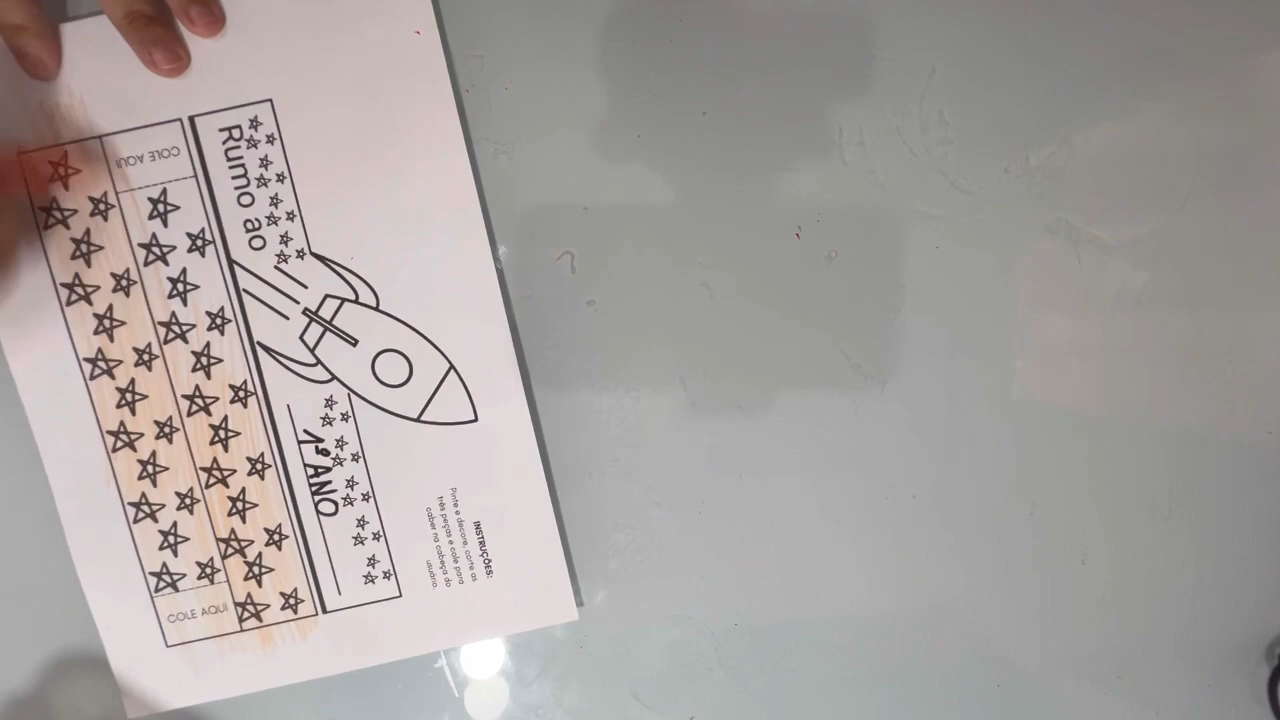 Rumo ao
1º ANO
INSTRUÇÕES:
Pinte e decore, corte as
três peças e cole para
caber na cabeça do
usuário.
COLE AQUI
COLE AQUI